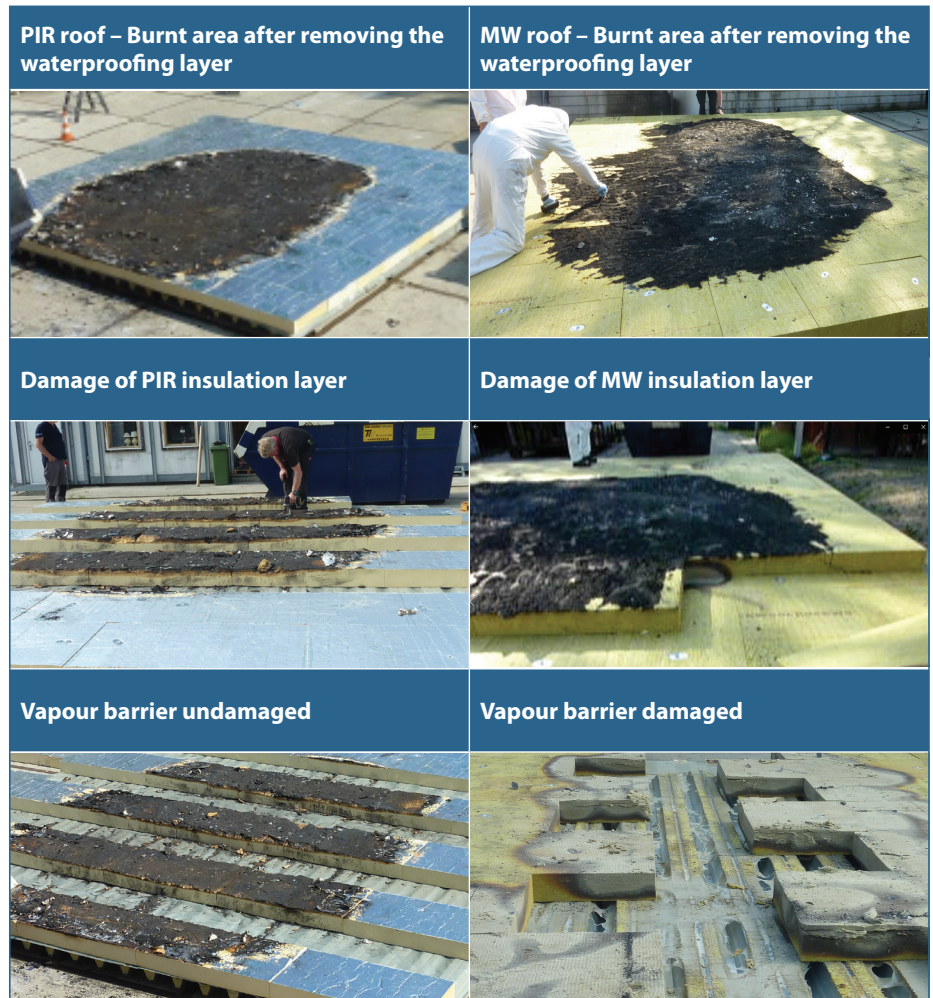 PIR roof – Burnt area after removing the
waterproofing layer
MW roof – Burnt area after removing the
waterproofing layer
Damage of PIR insulation layer
Damage of MW insulation layer
Vapour barrier undamaged
Vapour barrier damaged